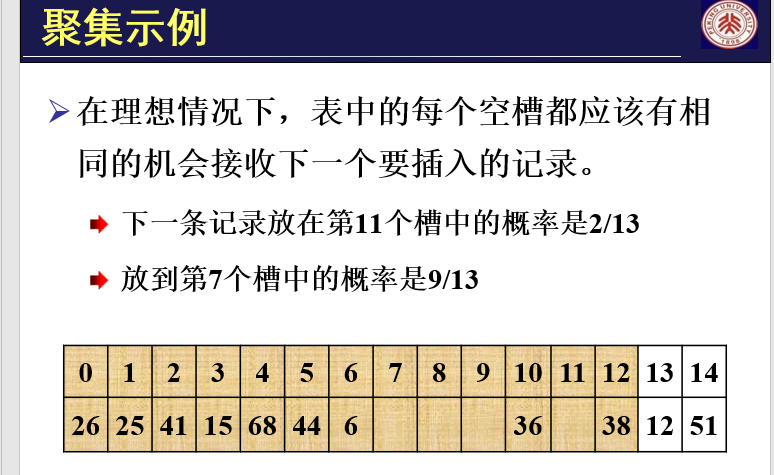 聚集示例
PEKING UNIVERSITY
1898
在理想情况下，表中的每个空槽都应该有相
同的机会接收下一个要插入的记录。
下一条记录放在第11个槽中的概率是2/13
放到第7个槽中的概率是9/13
0 1 2 3 4 5 6 7 8 9 10 11 12 13 14
26 25 41 15 68 44 6 36 38 12 51